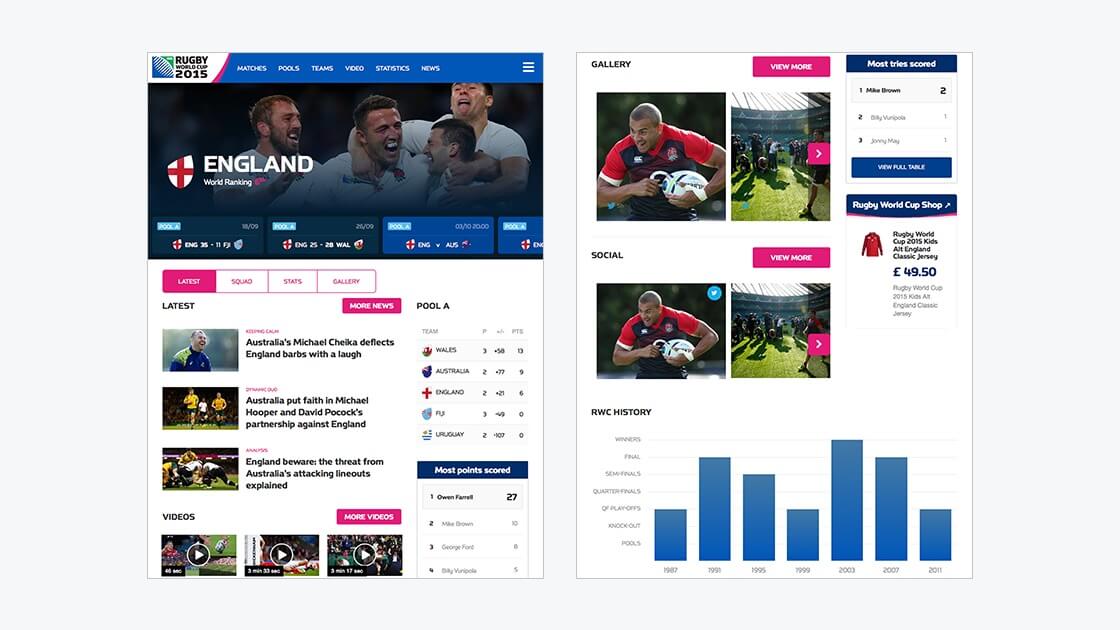 RUGBY
WORLD CUP
2015
MATCHES POOLS TEAMS VIDEO STATISTICS NEWS
ENGLAND
World Ranking
POOL A 18/09
ENG 35 - 11 FIJ
POOL A 26/09
ENG 25 - 28 WAL
POOL A 03/10 20:00
ENG v AUS
POOL A
LATEST SQUAD STATS GALLERY
LATEST MORE NEWS
KEEPING CALM
Australia's Michael Cheika deflects
England barbs with a laugh
DYNAMIC DUO
Australia put faith in Michael
Hooper and David Pocock's
partnership against England
ANALYSIS
England beware: the threat from
Australia's attacking lineouts
explained
VIDEOS MORE VIDEOS
46 sec
3 min 33 sec
3 min 17 sec
POOL A
TEAM P +/- PTS
WALES 3 +58 13
AUSTRALIA 2 +77 9
ENGLAND 2 +21 6
FIJI 3 -49 0
URUGUAY 2 -107 0
Most points scored
1 Owen Farrell 27
2 Mike Brown 10
3 George Ford 8
4 Billy Vunipola 5
GALLERY VIEW MORE
SOCIAL VIEW MORE
Most tries scored
1 Mike Brown 2
2 Billy Vunipola 1
3 Jonny May 1
VIEW FULL TABLE
Rugby World Cup Shop
Rugby World
Cup 2015 Kids
Alt England
Classic Jersey
£ 49.50
Rugby World Cup
2015 Kids Alt
England Classic
Jersey
RWC HISTORY
WINNERS
FINAL
SEMI-FINALS
QUARTER-FINALS
QF PLAY-OFFS
KNOCK-OUT
POOLS
1987 1991 1995 1999 2003 2007 2011